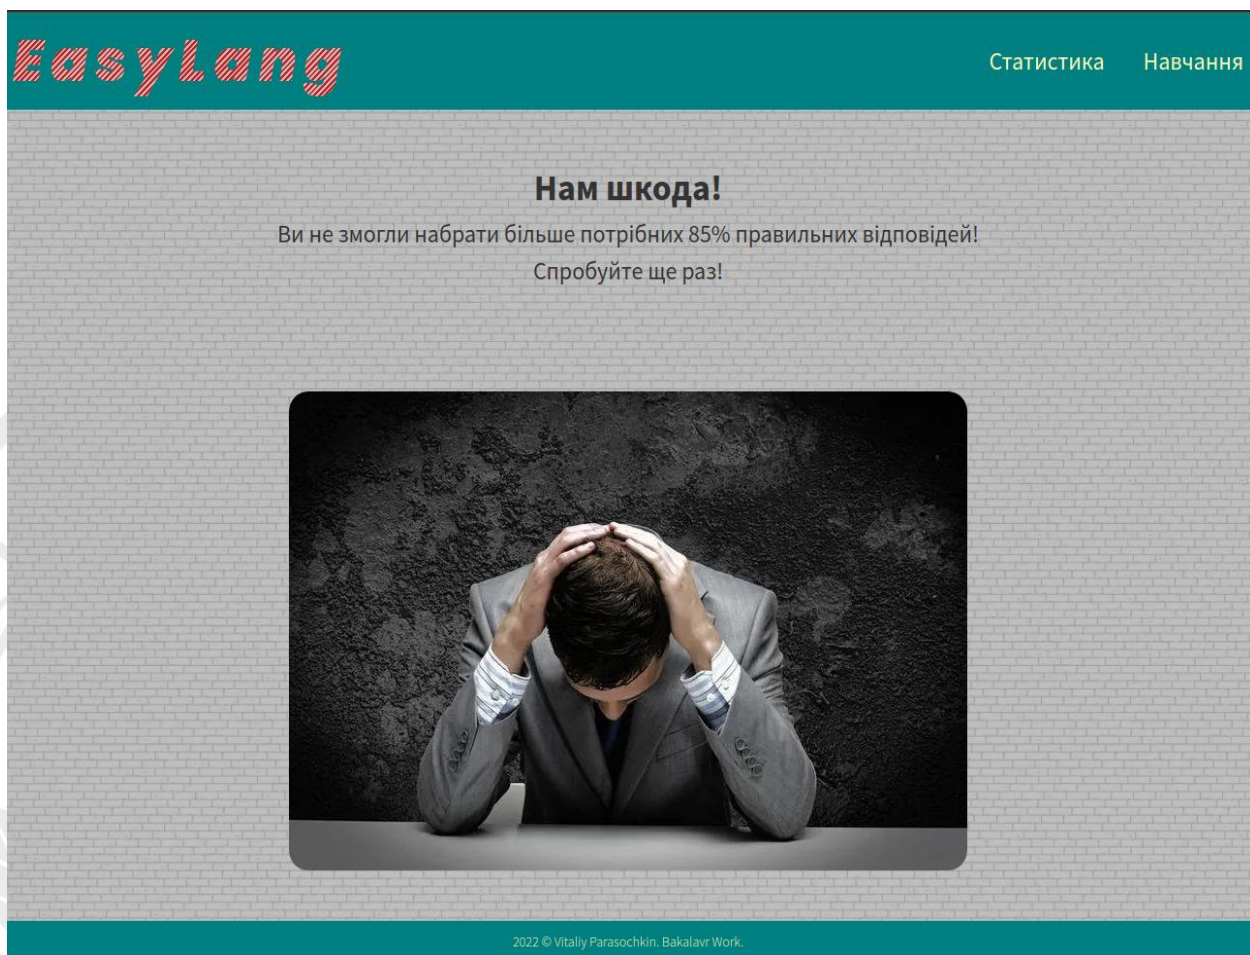 EasyLang
Статистика Навчання
Нам шкода!
Ви не змогли набрати більше потрібних 85% правильних відповідей!
Спробуйте ще раз!
2022 © Vitaliy Parasochkin. Bakalavr Work.